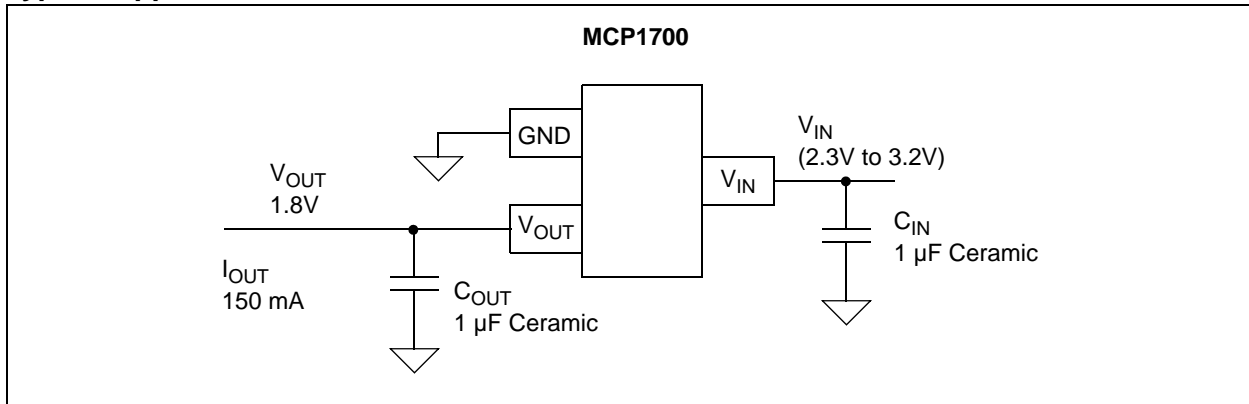 MCP1700
GND
VIN
(2.3V to 3.2V)
VIN
VOUT
1.8V
VOUT
CIN
1 µF Ceramic
IOUT
150 mA
COUT
1 µF Ceramic